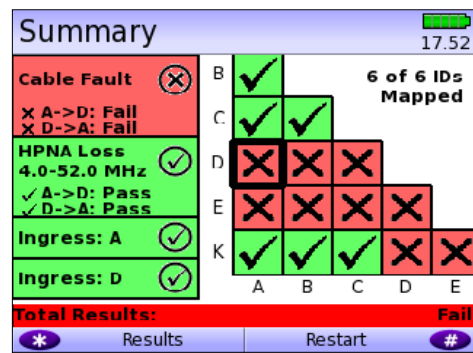 Summary
17.52
Cable Fault
A->D: Fail
D->A: Fail
HPNA Loss
4.0-52.0 MHz
A->D: Pass
D->A: Pass
Ingress: A
Ingress: D
6 of 6 IDs
Mapped
B
C
D
E
K
A B C D E
Total Results: Fail
* Results Restart #